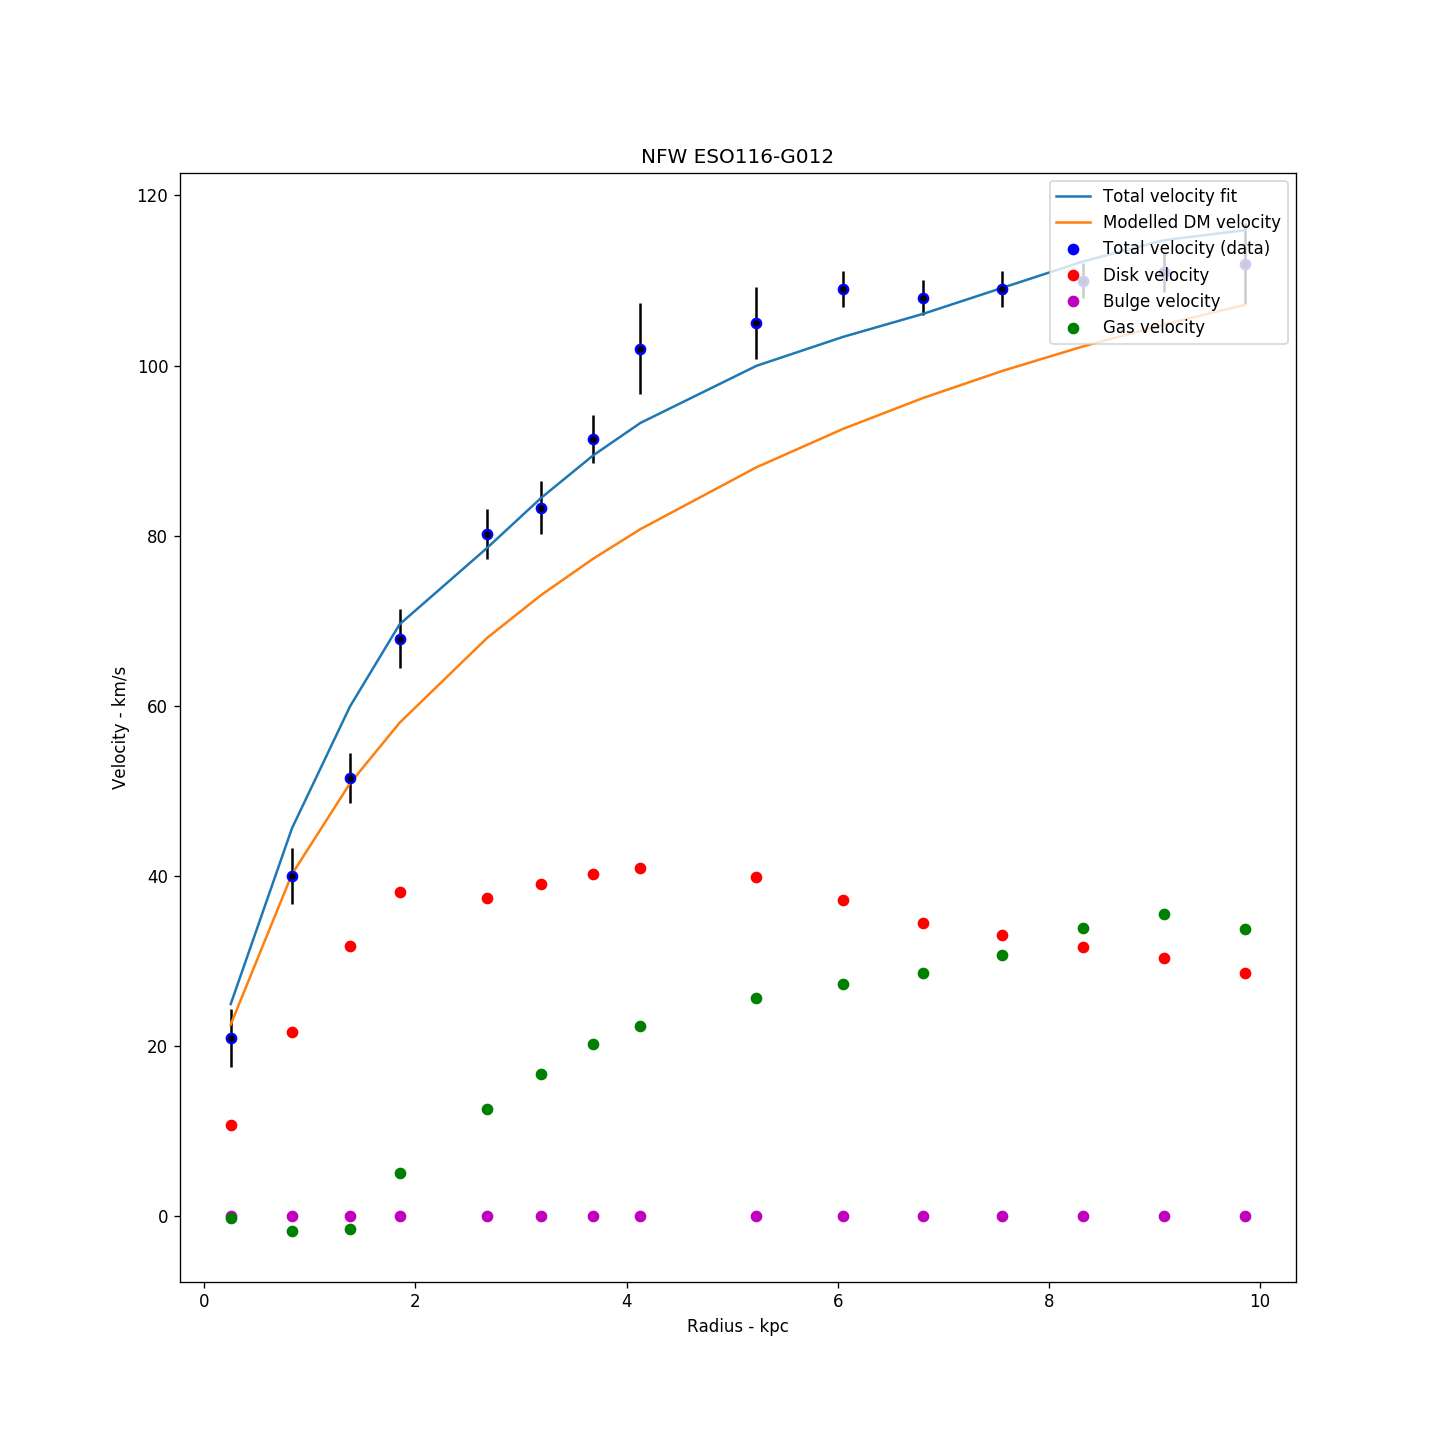 NFW ESO116-G012
Total velocity fit
Modelled DM velocity
Total velocity (data)
Disk velocity
Bulge velocity
Gas velocity
120
100
80
60
40
20
0
Velocity - km/s
0 2 4 6 8 10
Radius - kpc